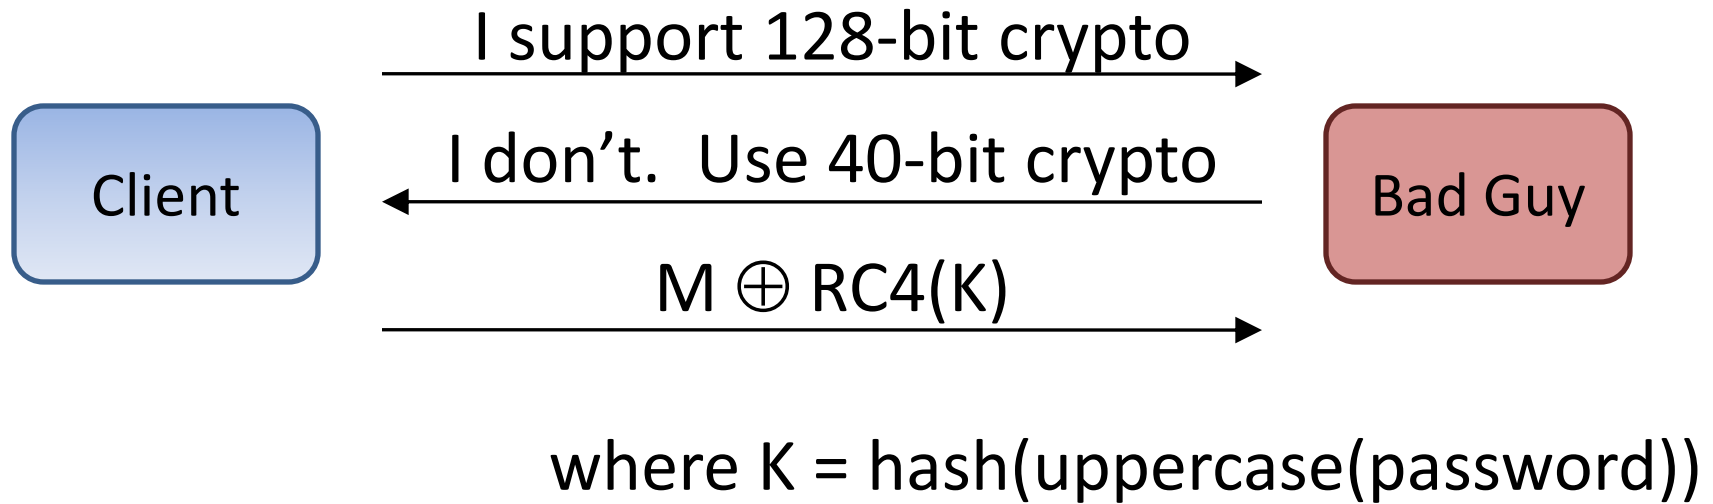 I support 128-bit crypto
I don’t.  Use 40-bit crypto
Client
Bad Guy
M ⊕ RC4(K)
where K = hash(uppercase(password))